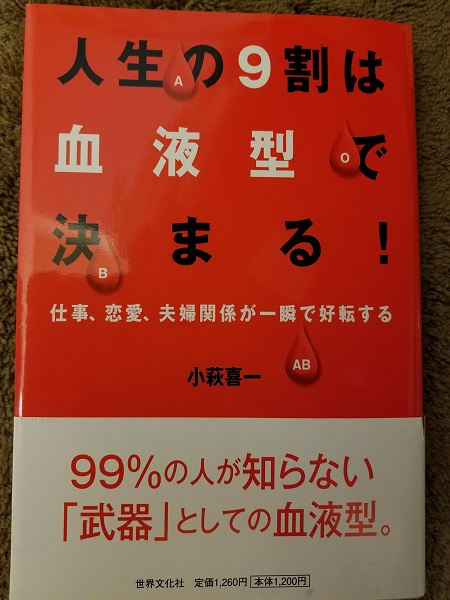 人生の9割は
A
血液型で
O
決まる!
B
仕事、恋愛、夫婦関係が一瞬で好転する
AB
小萩喜一
99%の人が知らない
「武器」としての血液型。
世界文化社 定価1,260円 本体1,200円